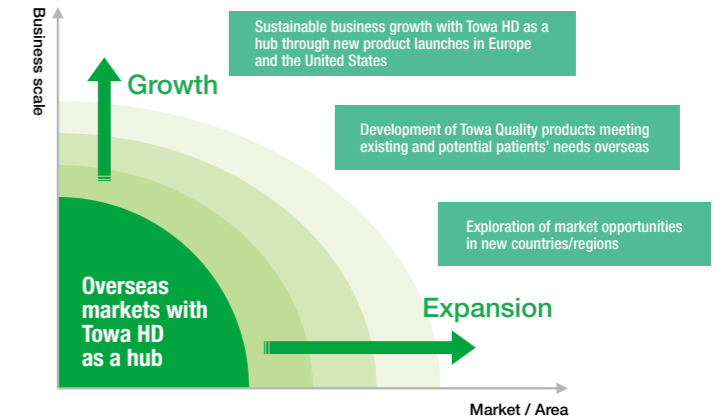 Business scale
Sustainable business growth with Towa HD as a
hub through new product launches in Europe
and the United States
Growth
Development of Towa Quality products meeting
existing and potential patients' needs overseas
Exploration of market opportunities
in new countries/regions
Overseas
markets with
Towa HD
as a hub
Expansion
Market / Area